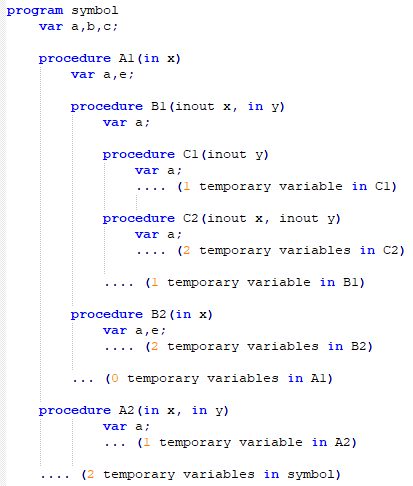 program symbol
var a,b,c;
procedure A1(in x)
var a,e;
procedure B1(inout x, in y)
var a;
procedure C1(inout y)
var a;
.... (1 temporary variable in C1)
procedure C2(inout x, inout y)
var a;
.... (2 temporary variables in C2)
.... (1 temporary variable in B1)
procedure B2(in x)
var a,e;
.... (2 temporary variables in B2)
... (0 temporary variables in A1)
procedure A2(in x, in y)
var a;
... (1 temporary variable in A2)
.... (2 temporary variables in symbol)